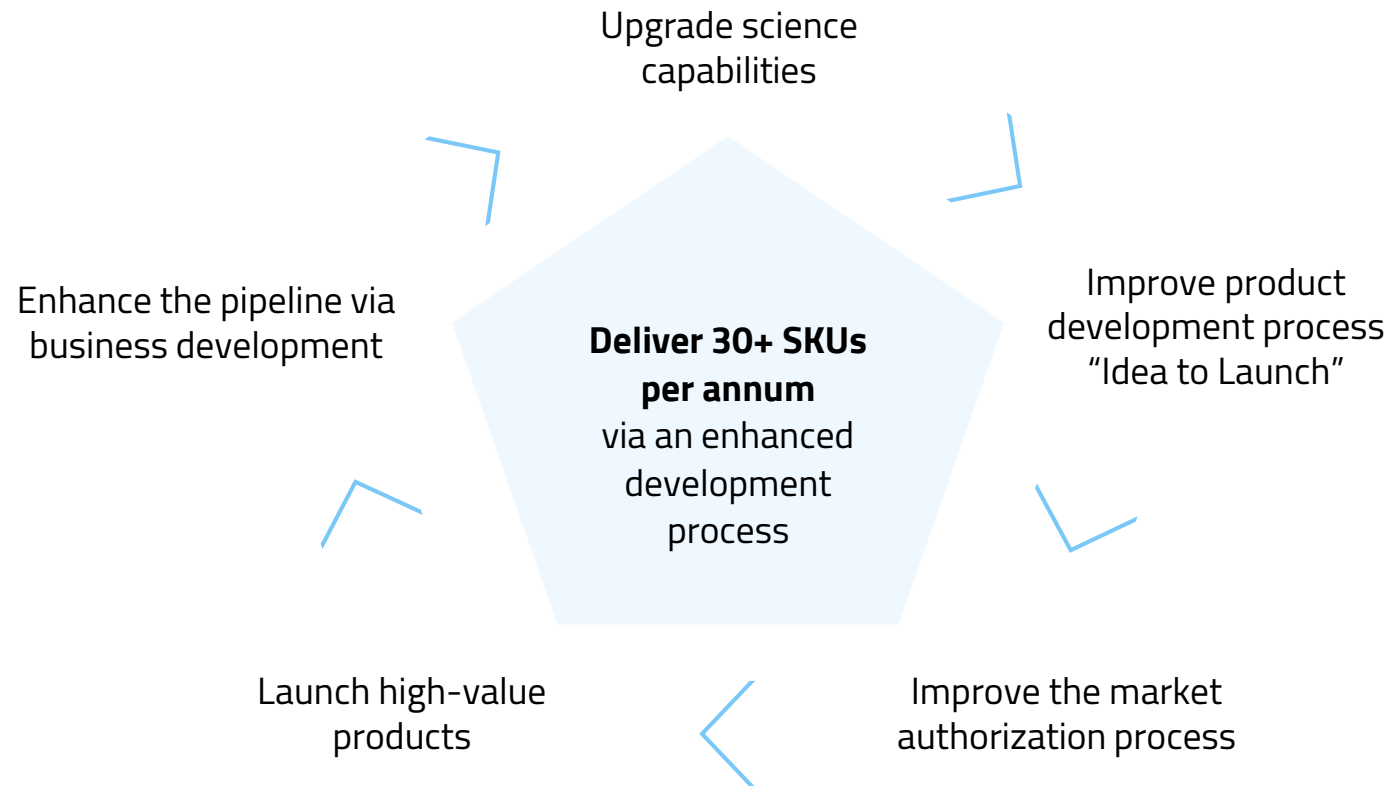 Upgrade science
capabilities
Improve product
development process
“Idea to Launch”
Improve the market
authorization process
Launch high-value
products
Enhance the pipeline via
business development
Deliver 30+ SKUs
per annum
via an enhanced
development
process